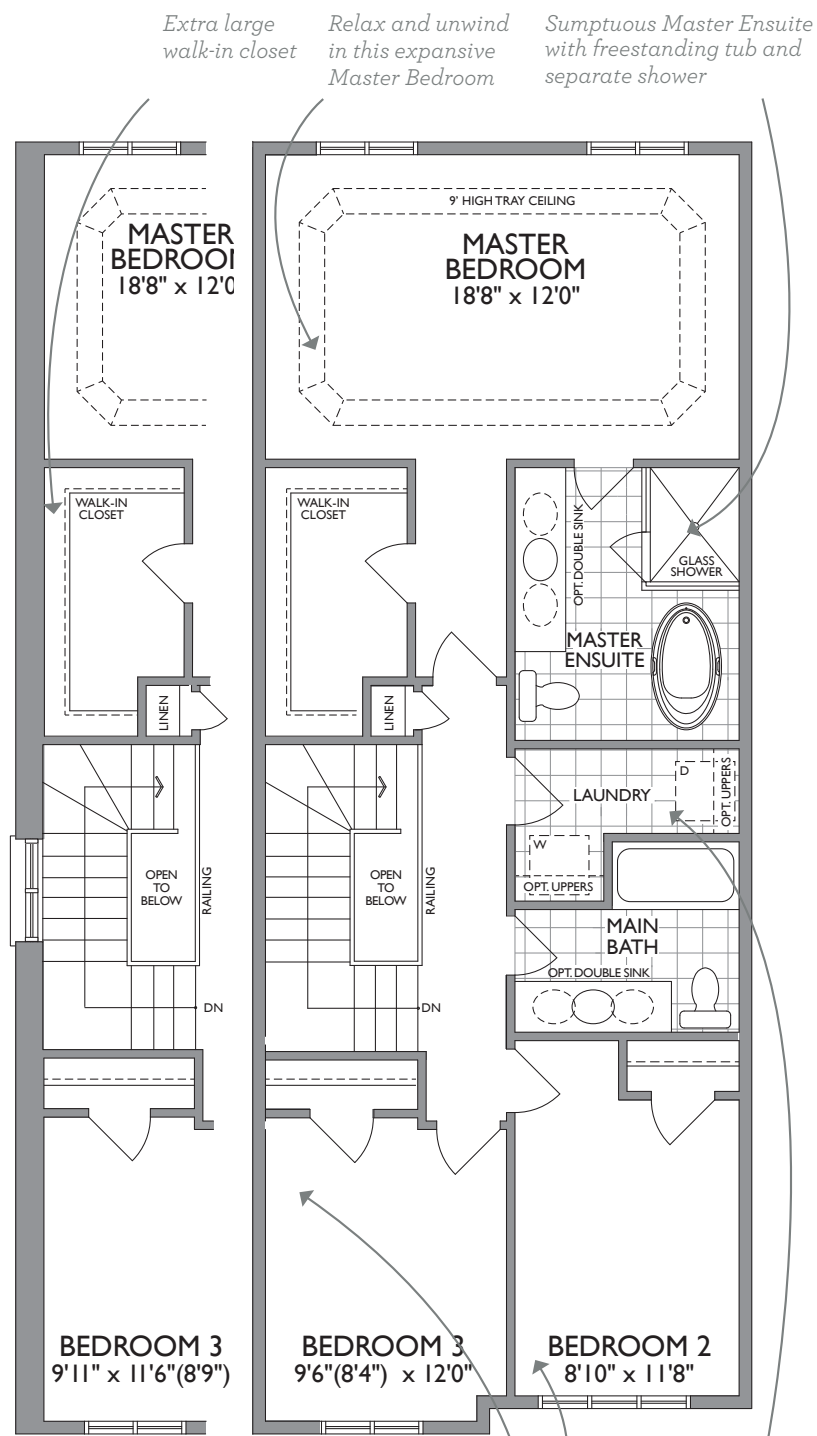 Extra large
walk-in closet
Relax and unwind
in this expansive
Master Bedroom
Sumptuous Master Ensuite
with freestanding tub and
separate shower
MASTER
BEDROOM
18'8" x 12'0
WALK-IN
CLOSET
LINEN
OPEN
TO
BELOW
RAILING
DN
BEDROOM 3
9'11" x 11'6"(8'9")
9' HIGH TRAY CEILING
MASTER
BEDROOM
18'8" x 12'0"
WALK-IN
CLOSET
OPT. DOUBLE SINK
GLASS
SHOWER
MASTER
ENSUITE
LINEN
LAUNDRY
D
OPT. UPPERS
W
OPT. UPPERS
OPEN
TO
BELOW
RAILING
MAIN
BATH
OPT. DOUBLE SINK
DN
BEDROOM 3
9'6"(8'4") x 12'0"
BEDROOM 2
8'10" x 11'8"